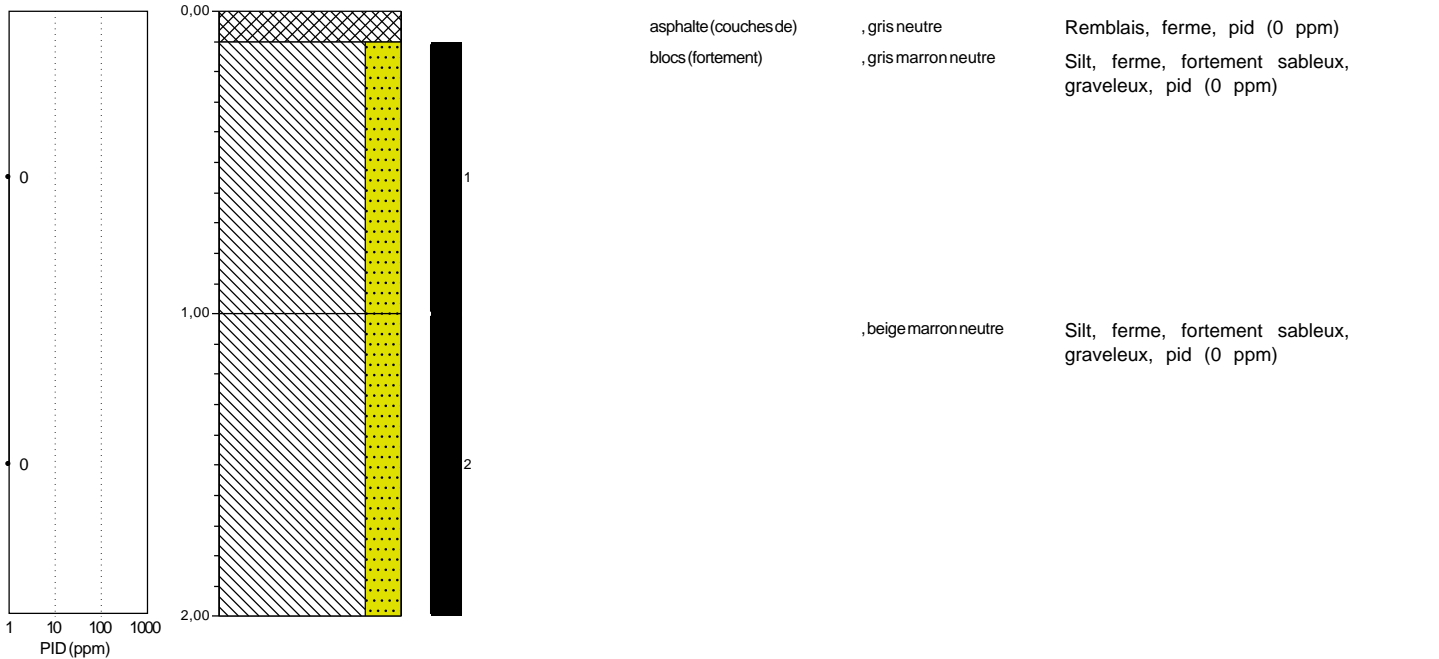 0,00
asphalte (couches de) , gris neutre Remblais, ferme, pid (0 ppm)
blocs (fortement) , gris marron neutre Silt, ferme, fortement sableux,
graveleux, pid (0 ppm)
0 1
1,00
, beige marron neutre Silt, ferme, fortement sableux,
graveleux, pid (0 ppm)
0 2
2,00
1 10 100 1000
PID (ppm)